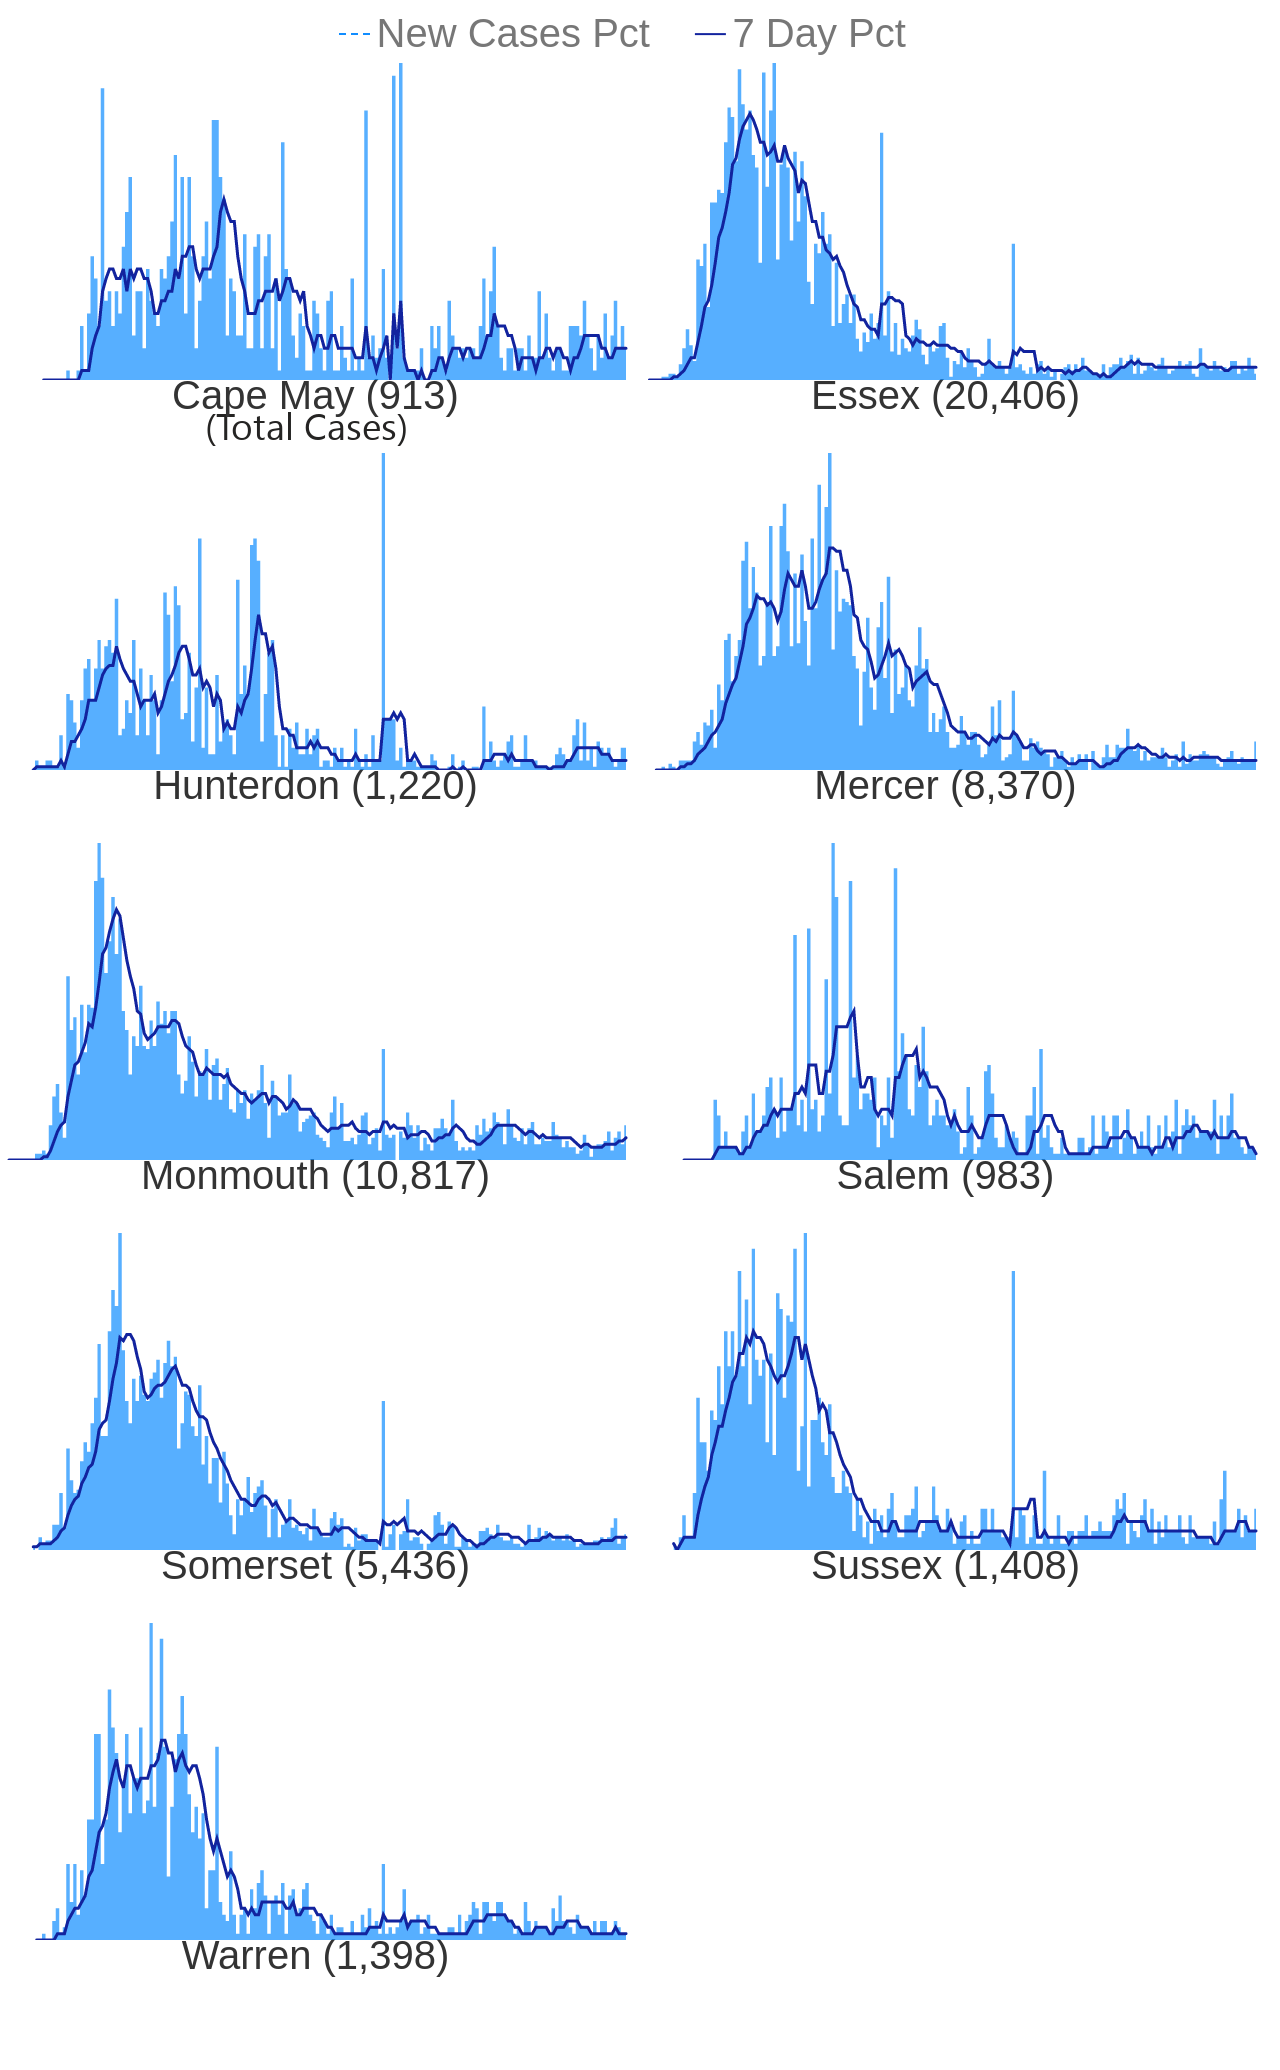 New Cases Pct 7 Day Pct
Cape May (913)
(Total Cases)
Essex (20,406)
Hunterdon (1,220)
Mercer (8,370)
Monmouth (10,817)
Salem (983)
Somerset (5,436)
Sussex (1,408)
Warren (1,398)